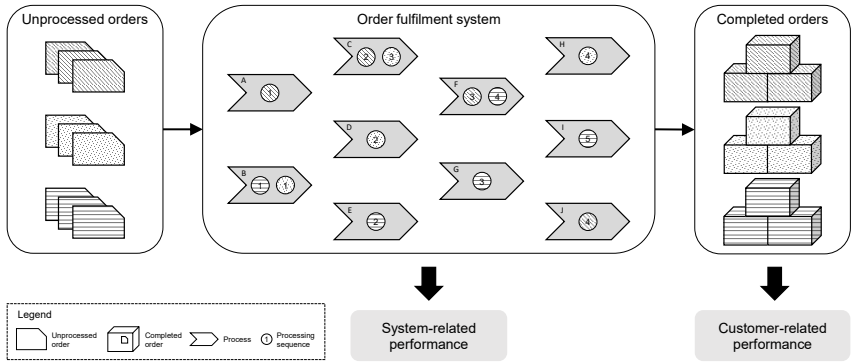 Unprocessed orders
Order fulfilment system
Completed orders
A
1
B
1 1
C
2 3
D
2
E
2
F
3 4
G
3
H
4
I
5
J
4
Legend
Unprocessed
order
Completed
order
Process
1
Processing
sequence
System-related
performance
Customer-related
performance